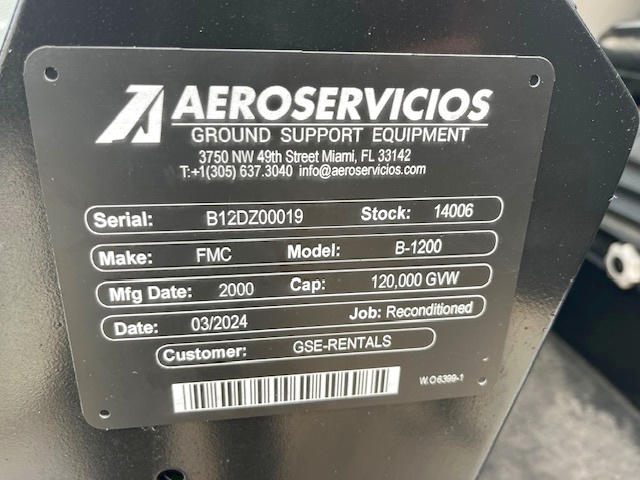 AEROSERVICIOS
GROUND SUPPORT EQUIPMENT
3750 NW 49th Street Miami, FL 33142
T:+1(305) 637.3040 info@aeroservicios.com
Serial: B12DZ00019 Stock: 14006
Make: FMC Model: B-1200
Mfg Date: 2000 Cap: 120,000 GVW
Date: 03/2024 Job: Reconditioned
Customer: GSE-RENTALS
W.O 6399-1